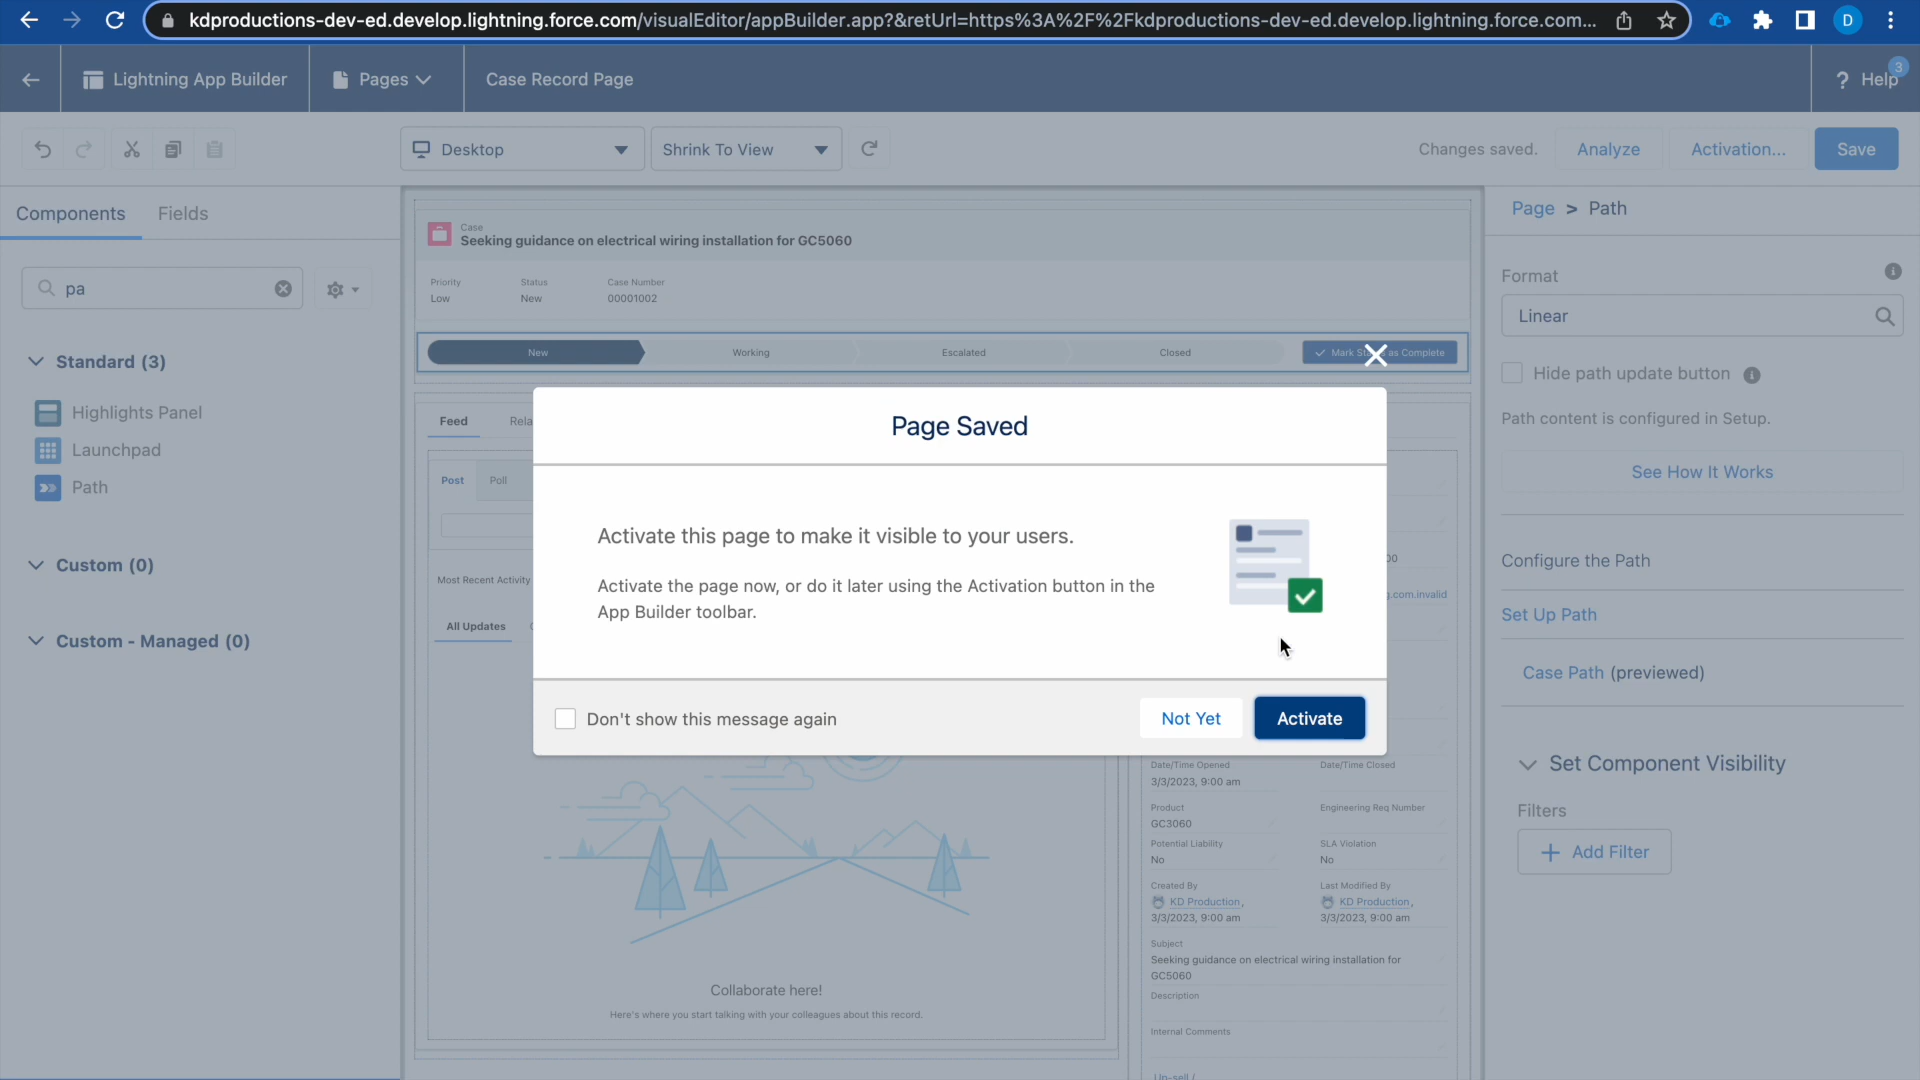 kdproductions-dev-ed.develop.lightning.force.com/visualEditor/appBuilder.app?&retUrl=https%3A%2F%2Fkdproductions-dev-ed.develop.lightning.force.com...
D
Lightning App Builder
Pages
Case Record Page
? Help
3
Desktop
Shrink To View
Changes saved.
Analyze
Activation...
Save
Components
Fields
pa
Standard (3)
Highlights Panel
Launchpad
Path
Custom (0)
Custom - Managed (0)
Case
Seeking guidance on electrical wiring installation for GC5060
Priority
Status
Case Number
Low
New
00001002
New
Working
Escalated
Closed
Mark as Complete
Feed
Rela
Post
Poll
Most Recent Activity
All Updates
Page Saved
Activate this page to make it visible to your users.
Activate the page now, or do it later using the Activation button in the
App Builder toolbar.
Don't show this message again
Not Yet
Activate
00
g.com.invalid
Collaborate here!
Here's where you start talking with your colleagues about this record.
Date/Time Opened
Date/Time Closed
3/3/2023, 9:00 am
Product
Engineering Req Number
GC3060
Potential Liability
SLA Violation
No
No
Created By
Last Modified By
KD Production,
KD Production,
3/3/2023, 9:00 am
3/3/2023, 9:00 am
Subject
Seeking guidance on electrical wiring installation for
GC5060
Description
Internal Comments
Page > Path
Format
Linear
Hide path update button
Path content is configured in Setup.
See How It Works
Configure the Path
Set Up Path
Case Path (previewed)
Set Component Visibility
Filters
+ Add Filter